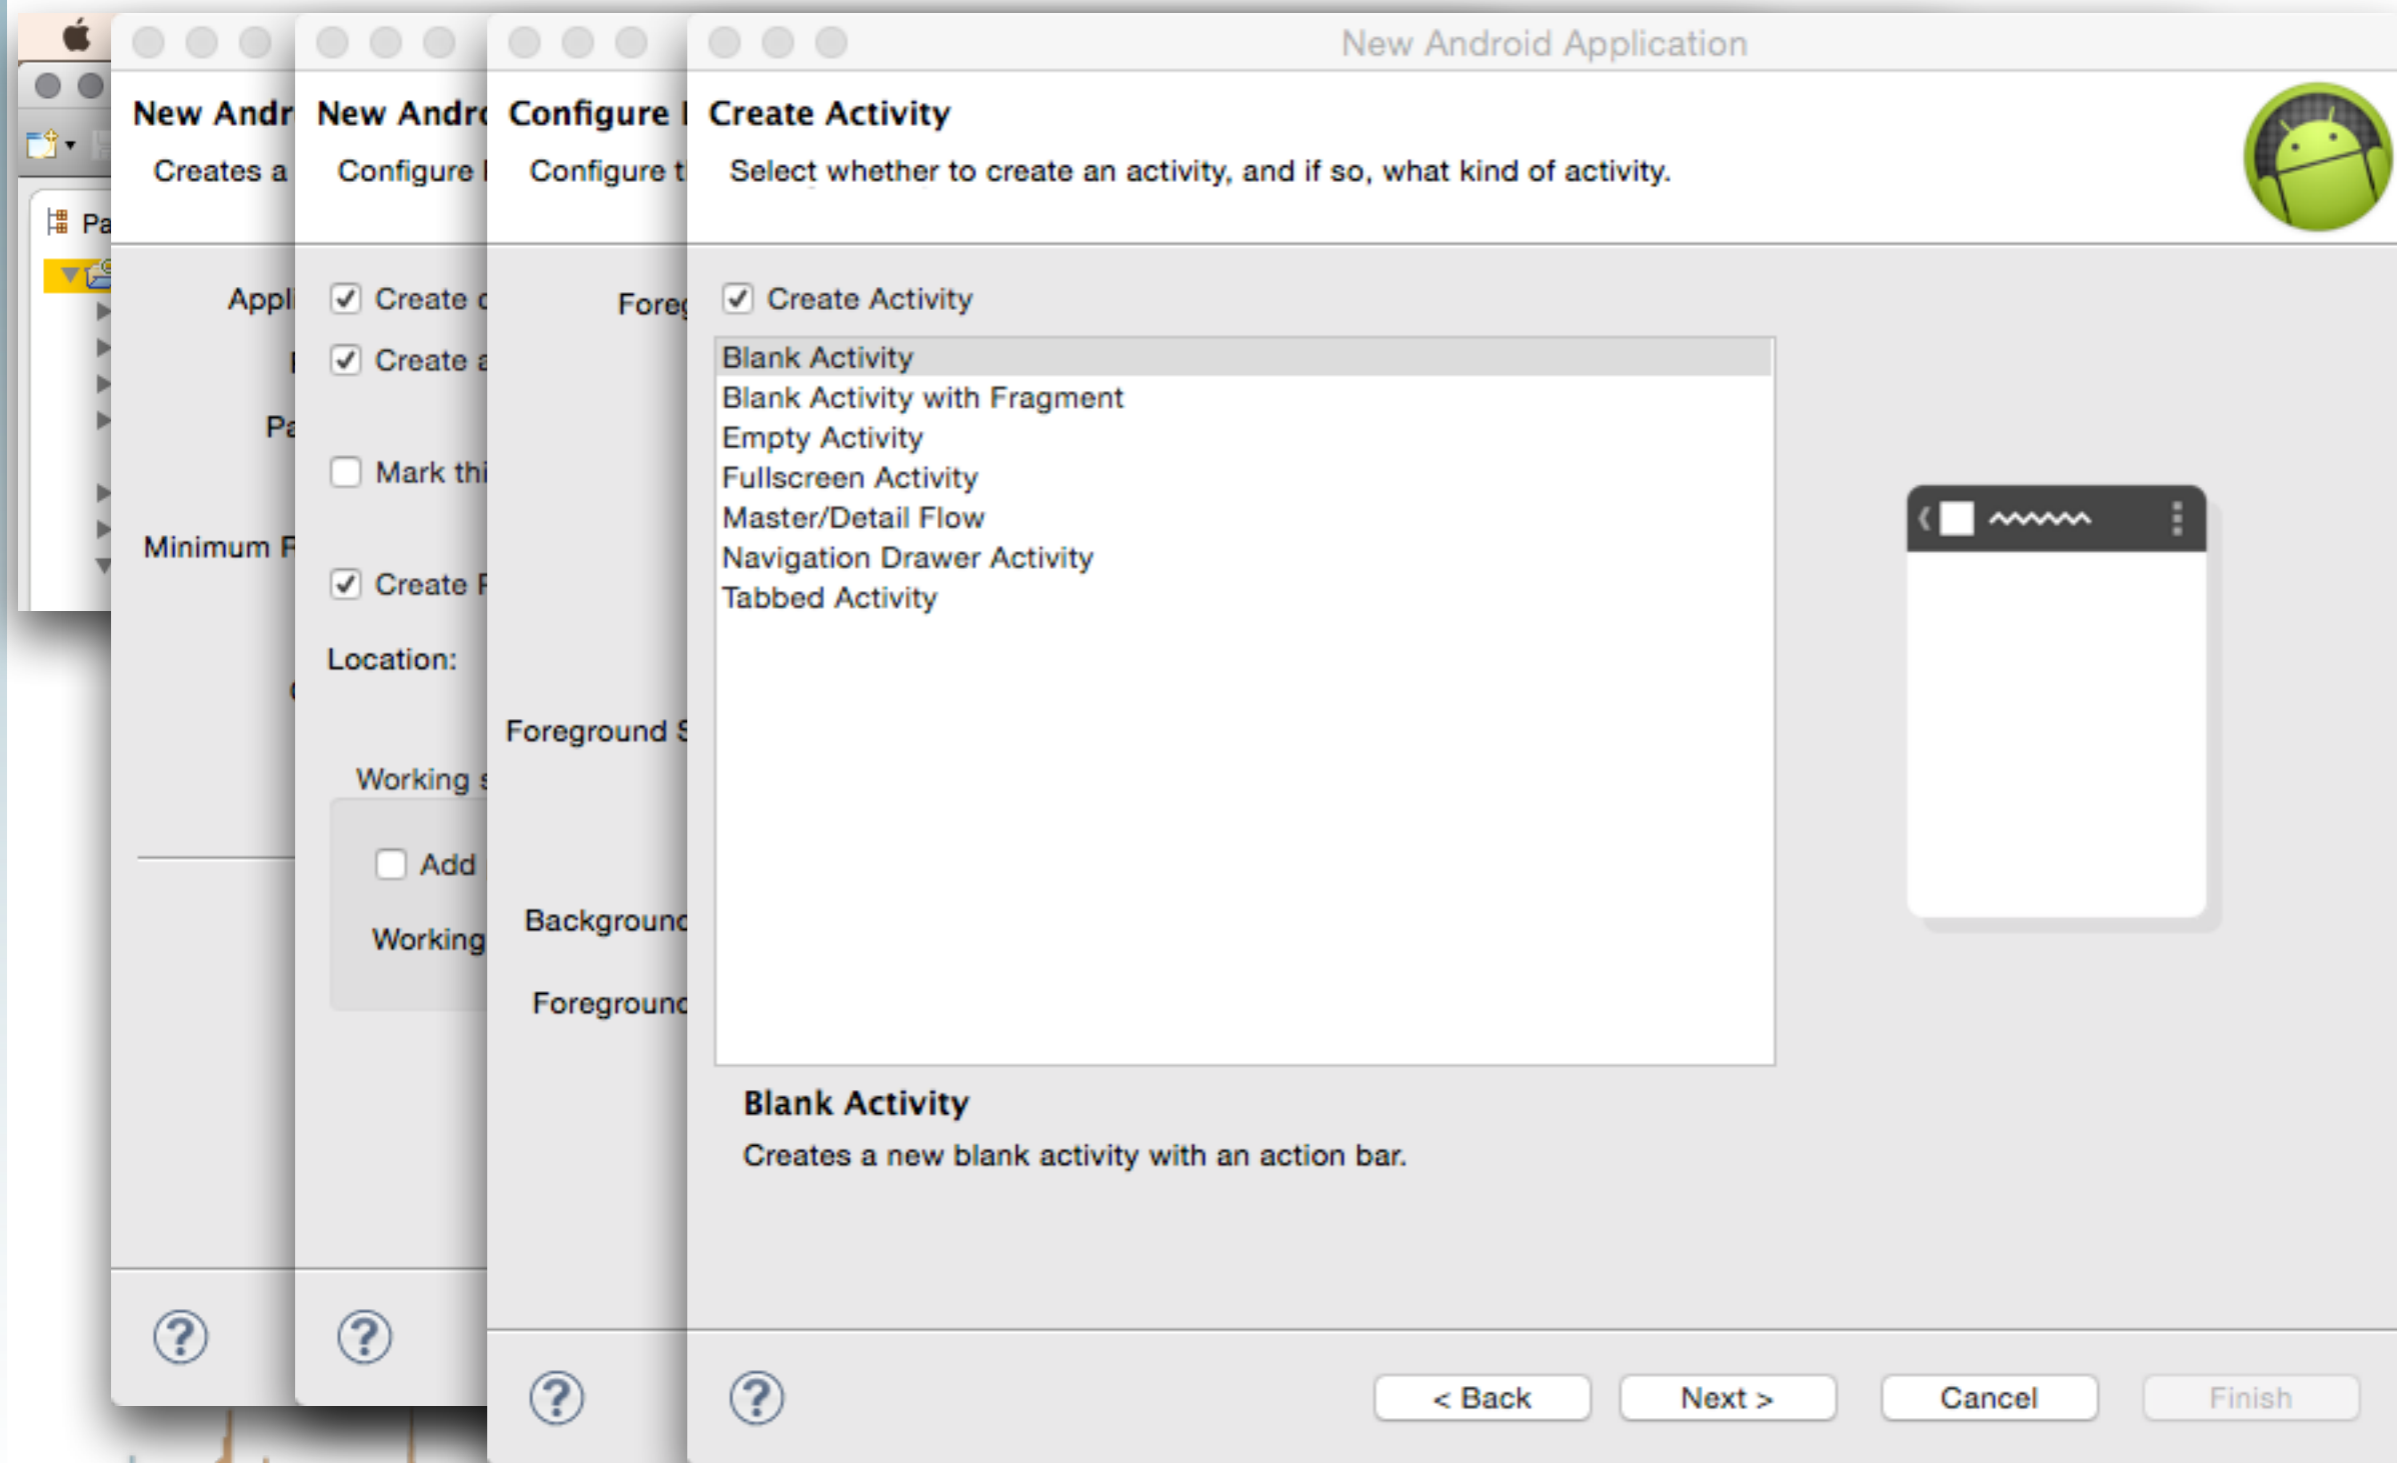 New Android Application
New Andr
Creates a
Pa
Appli
Pa
Minimum
New Andro
Configure
Create
Create a
Mark thi
Create
Location:
Working s
Add
Working
Configure
Configure t
Foreg
Foreground S
Background
Foreground
Create Activity
Select whether to create an activity, and if so, what kind of activity.
Create Activity
Blank Activity
Blank Activity with Fragment
Empty Activity
Fullscreen Activity
Master/Detail Flow
Navigation Drawer Activity
Tabbed Activity
Blank Activity
Creates a new blank activity with an action bar.
< Back
Next >
Cancel
Finish